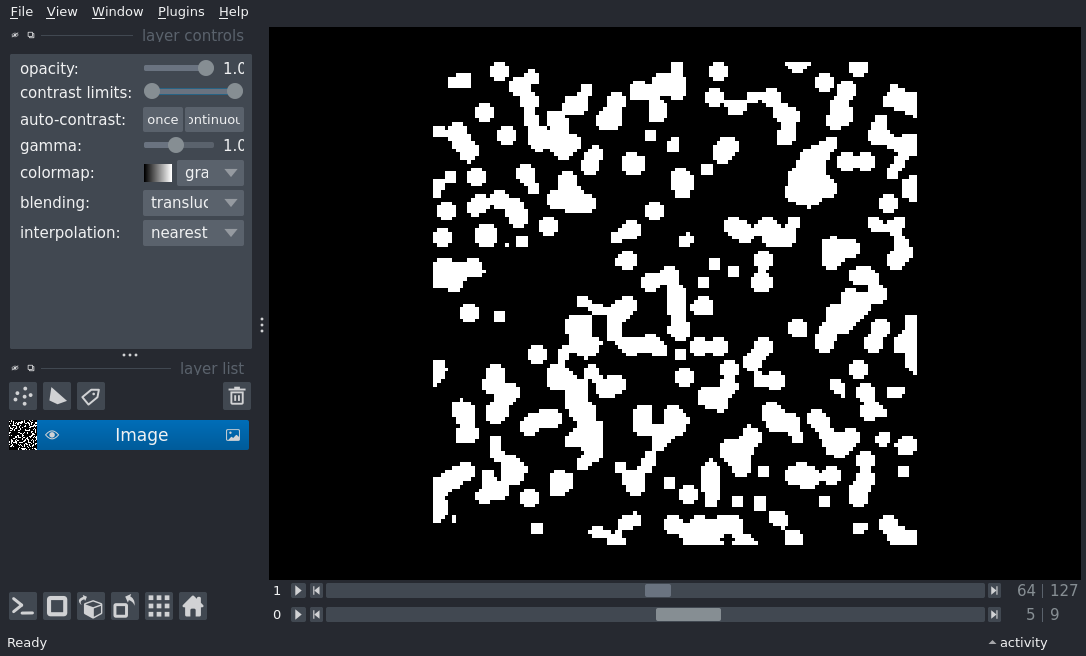 File View Window Plugins Help
layer controls
opacity: 1.0
contrast limits:
auto-contrast: once ontinuou
gamma: 1.0
colormap: gra
blending: transluc
interpolation: nearest
layer list
Image
1 64 | 127
0 5 | 9
Ready activity